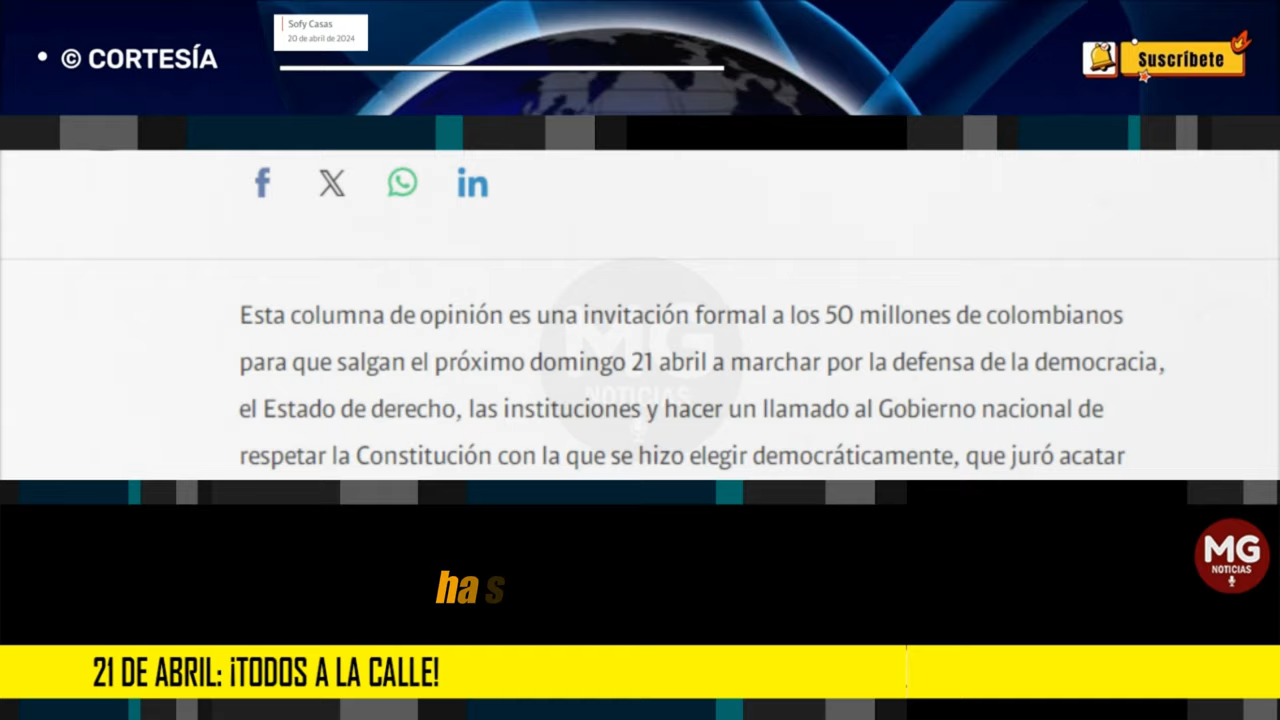 Sofy Casas
20 de abril de 2024
• © CORTESÍA
Suscríbete
Esta columna de opinión es una invitación formal a los 50 millones de colombianos
para que salgan el próximo domingo 21 abril a marchar por la defensa de la democracia,
el Estado de derecho, las instituciones y hacer un llamado al Gobierno nacional de
respetar la Constitución con la que se hizo elegir democráticamente, que juró acatar
MG
NOTICIAS
MG
NOTICIAS
ha s
21 DE ABRIL: ¡TODOS A LA CALLE!